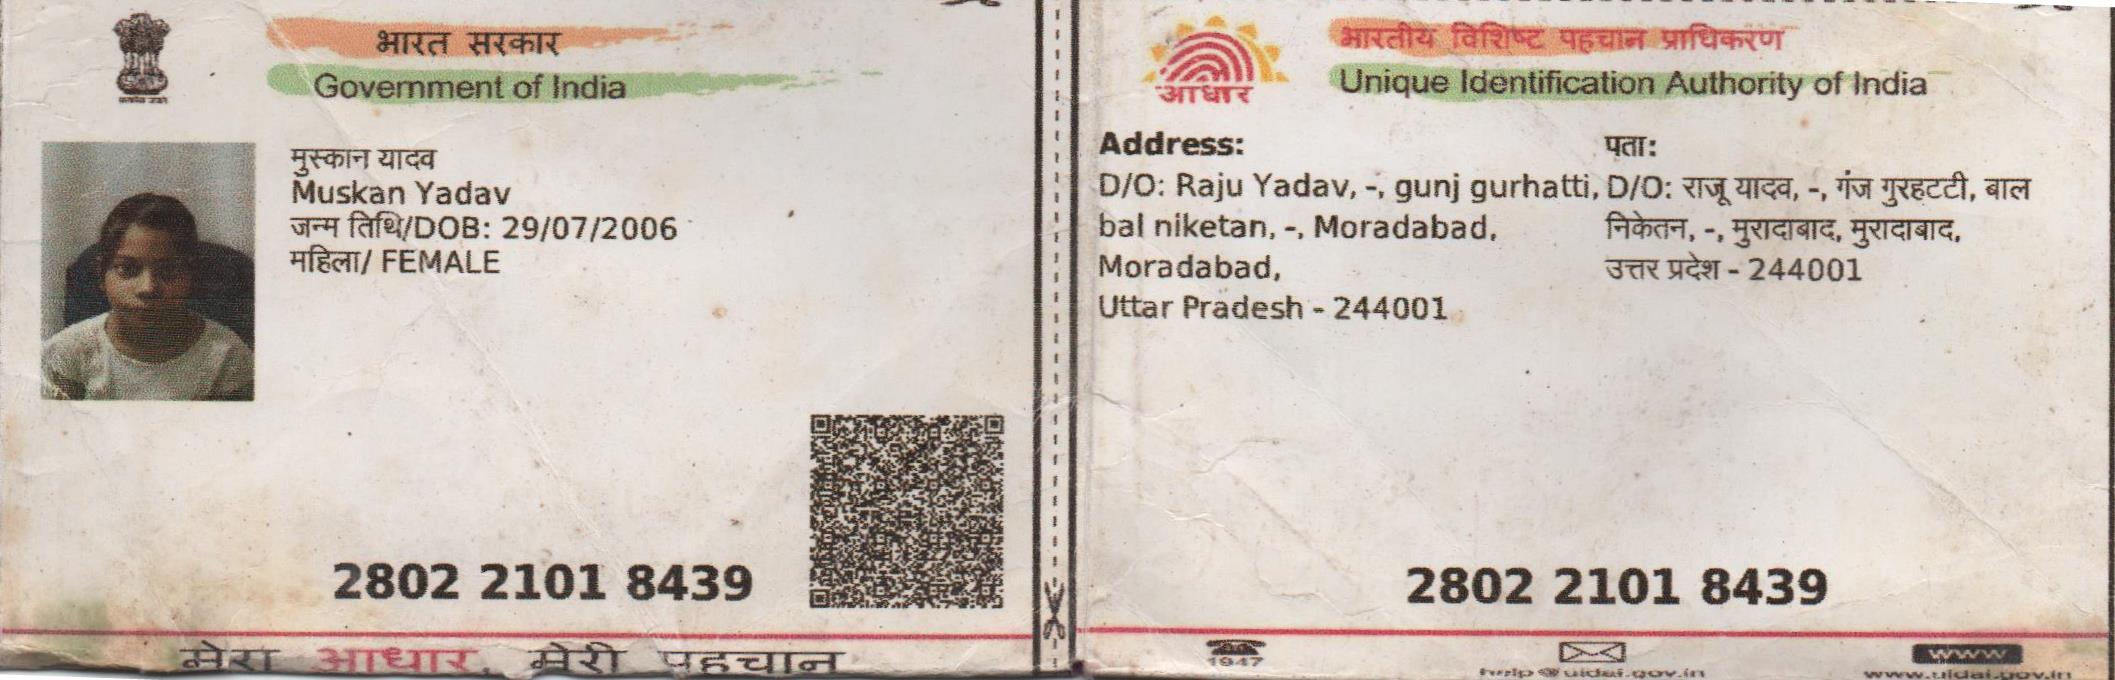 भारत सरकार
Government of India
मुस्कान यादव
Muskan Yadav
जन्म तिथि/DOB: 29/07/2006
महिला/ FEMALE
2802 2101 8439
मेरा आधार, मेरी पहचान
भारतीय विशिष्ट पहचान प्राधिकरण
Unique Identification Authority of India
आधार
Address:
D/O: Raju Yadav, -, gunj gurhatti,
bal niketan, -, Moradabad,
Moradabad,
Uttar Pradesh - 244001
पता:
D/O: राजू यादव, -, गंज गुरहटटी, बाल
निकेतन, -, मुरादाबाद, मुरादाबाद,
उत्तर प्रदेश - 244001
2802 2101 8439
1947
help@uidai.gov.in
www
www.uidai.gov.in